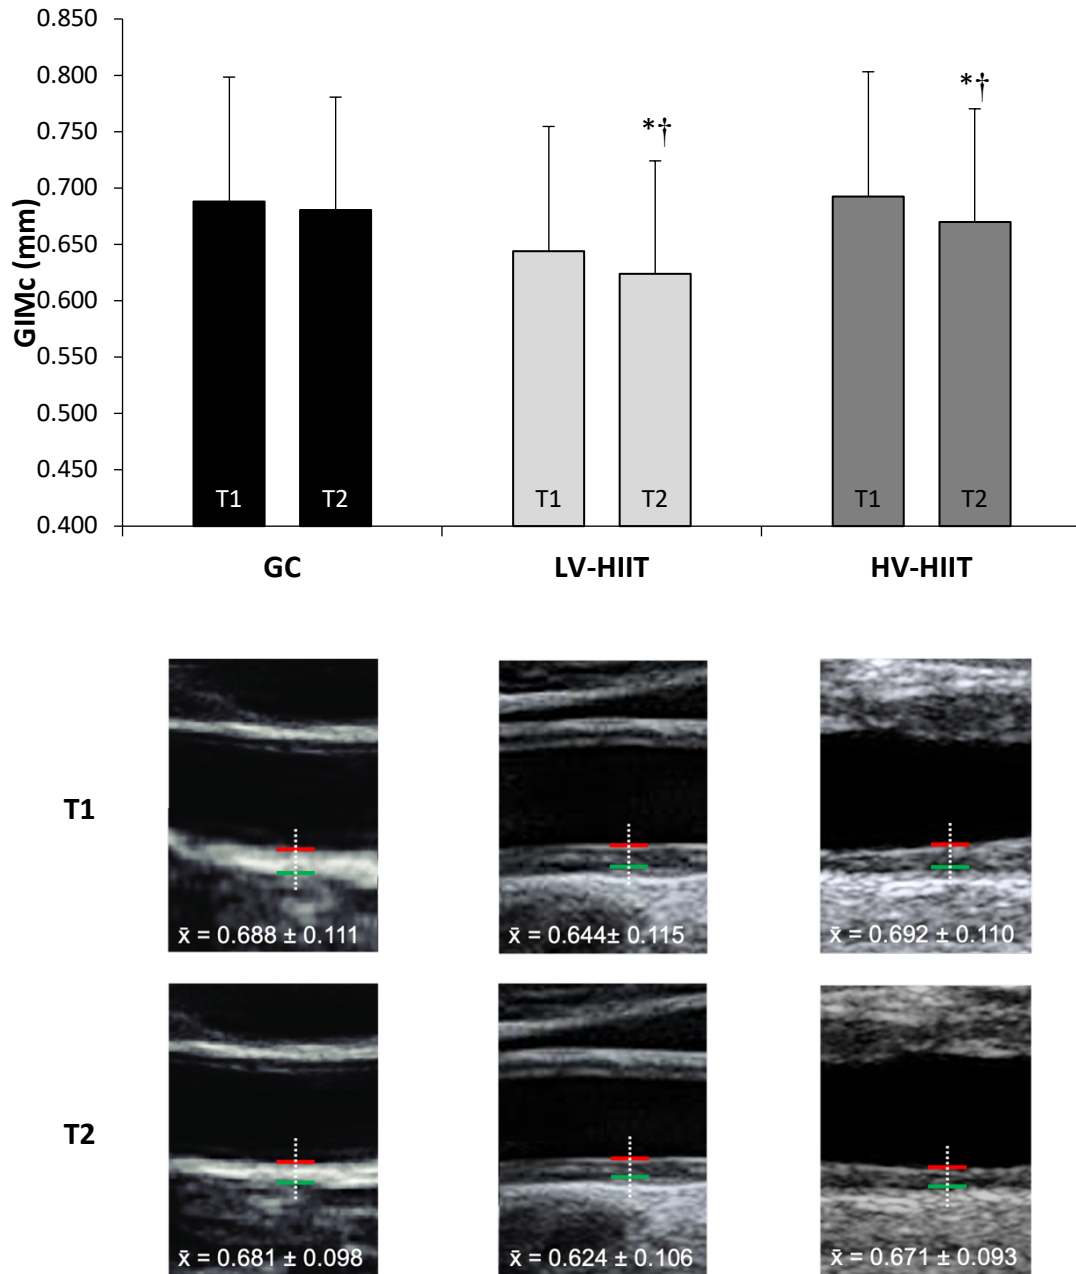 0.850
0.800
0.750
0.700
0.650
0.600
0.550
0.500
0.450
0.400
GIMc (mm)
*† *†
T1 T2 T1 T2 T1 T2
GC LV-HIIT HV-HIIT
T1
x̄ = 0.688 ± 0.111 x̄ = 0.644± 0.115 x̄ = 0.692 ± 0.110
T2
x̄ = 0.681 ± 0.098 x̄ = 0.624 ± 0.106 x̄ = 0.671 ± 0.093